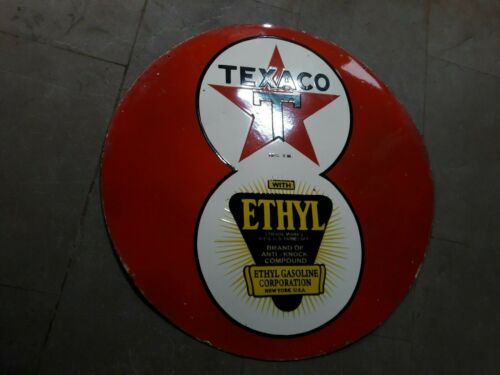 TEXACO
T
WITH
ETHYL
BRAND OF
ANTI-KNOCK
COMPOUND
ETHYL GASOLINE
CORPORATION
NEW YORK U.S.A.